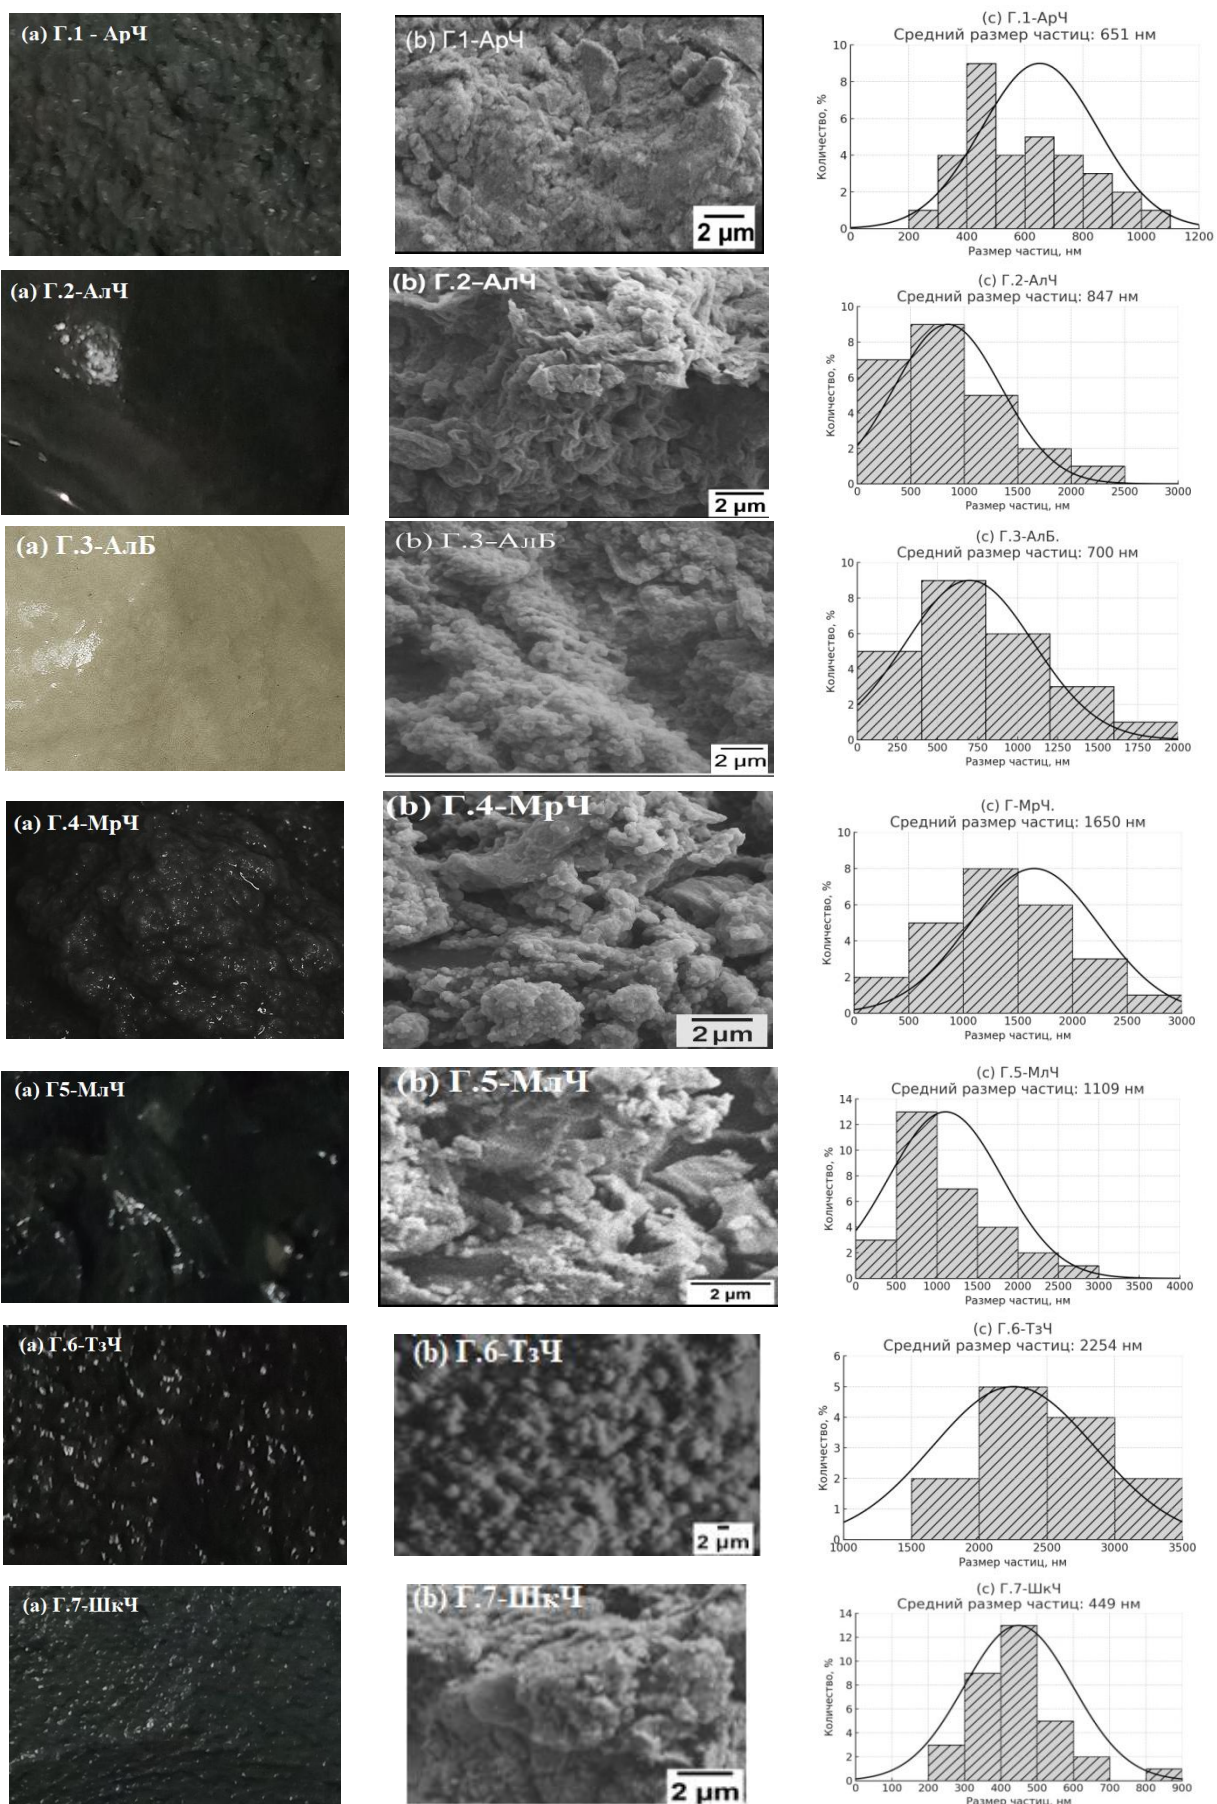 (a) Г.1 - АрЧ
(b) Г.1-АрЧ
2 µm
(c) Г.1-АрЧ
Средний размер частиц: 651 нм
Количество, %
10
8
6
4
2
0
0 200 400 600 800 1000 1200
Размер частиц, нм
(a) Г.2-АлЧ
(b) Г.2-АлЧ
2 µm
(c) Г.2-АлЧ
Средний размер частиц: 847 нм
Количество, %
10
8
6
4
2
0
0 500 1000 1500 2000 2500 3000
Размер частиц, нм
(a) Г.3-АлБ
(b) Г.3-АлБ
2 µm
(c) Г.3-АлБ.
Средний размер частиц: 700 нм
Количество, %
10
8
6
4
2
0
0 250 500 750 1000 1250 1500 1750 2000
Размер частиц, нм
(a) Г.4-МрЧ
(b) Г.4-МрЧ
2 µm
(c) Г-МрЧ.
Средний размер частиц: 1650 нм
Количество, %
10
8
6
4
2
0
0 500 1000 1500 2000 2500 3000
Размер частиц, нм
(a) Г5-МлЧ
(b) Г.5-МлЧ
2 µm
(c) Г.5-МлЧ
Средний размер частиц: 1109 нм
Количество, %
14
12
10
8
6
4
2
0
0 500 1000 1500 2000 2500 3000 4000
Размер частиц, нм
(a) Г.6-ТзЧ
(b) Г.6-ТзЧ
2 µm
(c) Г.6-ТзЧ
Средний размер частиц: 2254 нм
Количество, %
6
5
4
3
2
1
0
1000 1500 2000 2500 3000 3500
Размер частиц, нм
(a) Г.7-ШкЧ
(b) Г.7-ШкЧ
2 µm
(c) Г.7-ШкЧ
Средний размер частиц: 449 нм
Количество, %
14
12
10
8
6
4
2
0
0 100 200 300 400 500 600 700 800 900
Размер частиц, нм